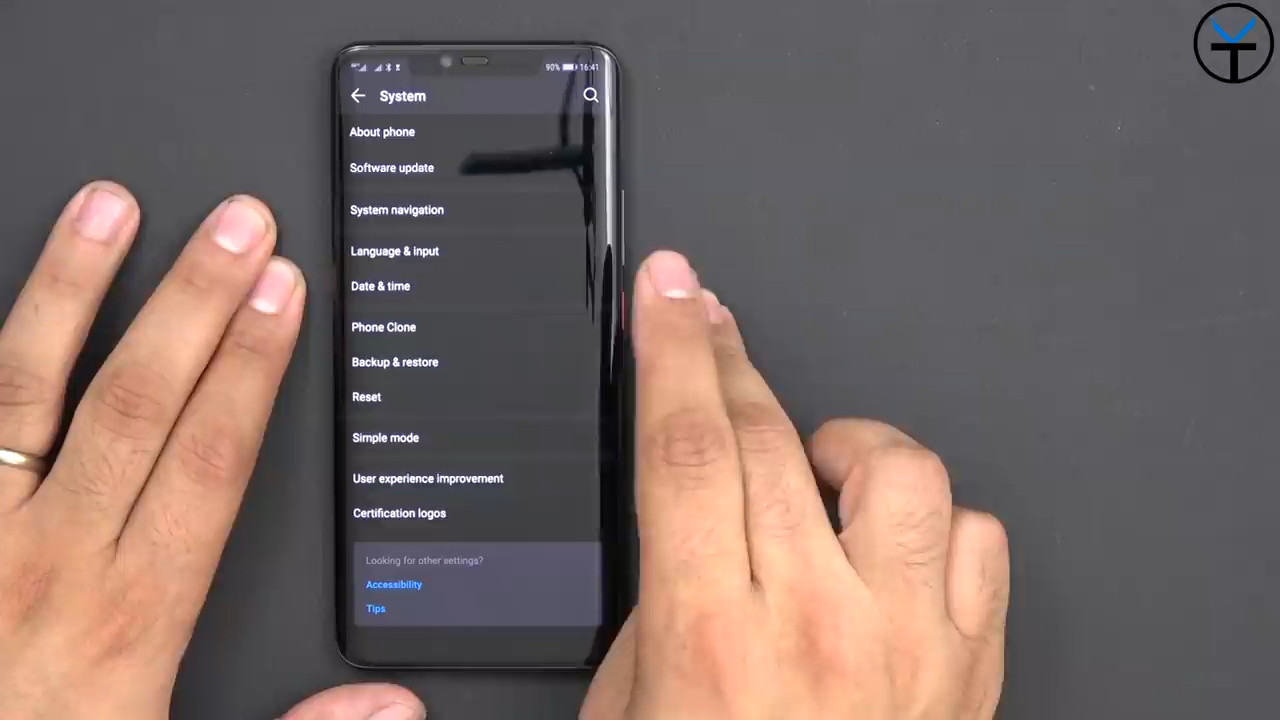 90% 16:41
System
About phone
Software update
System navigation
Language & input
Date & time
Phone Clone
Backup & restore
Reset
Simple mode
User experience improvement
Certification logos
Looking for other settings?
Accessibility
Tips